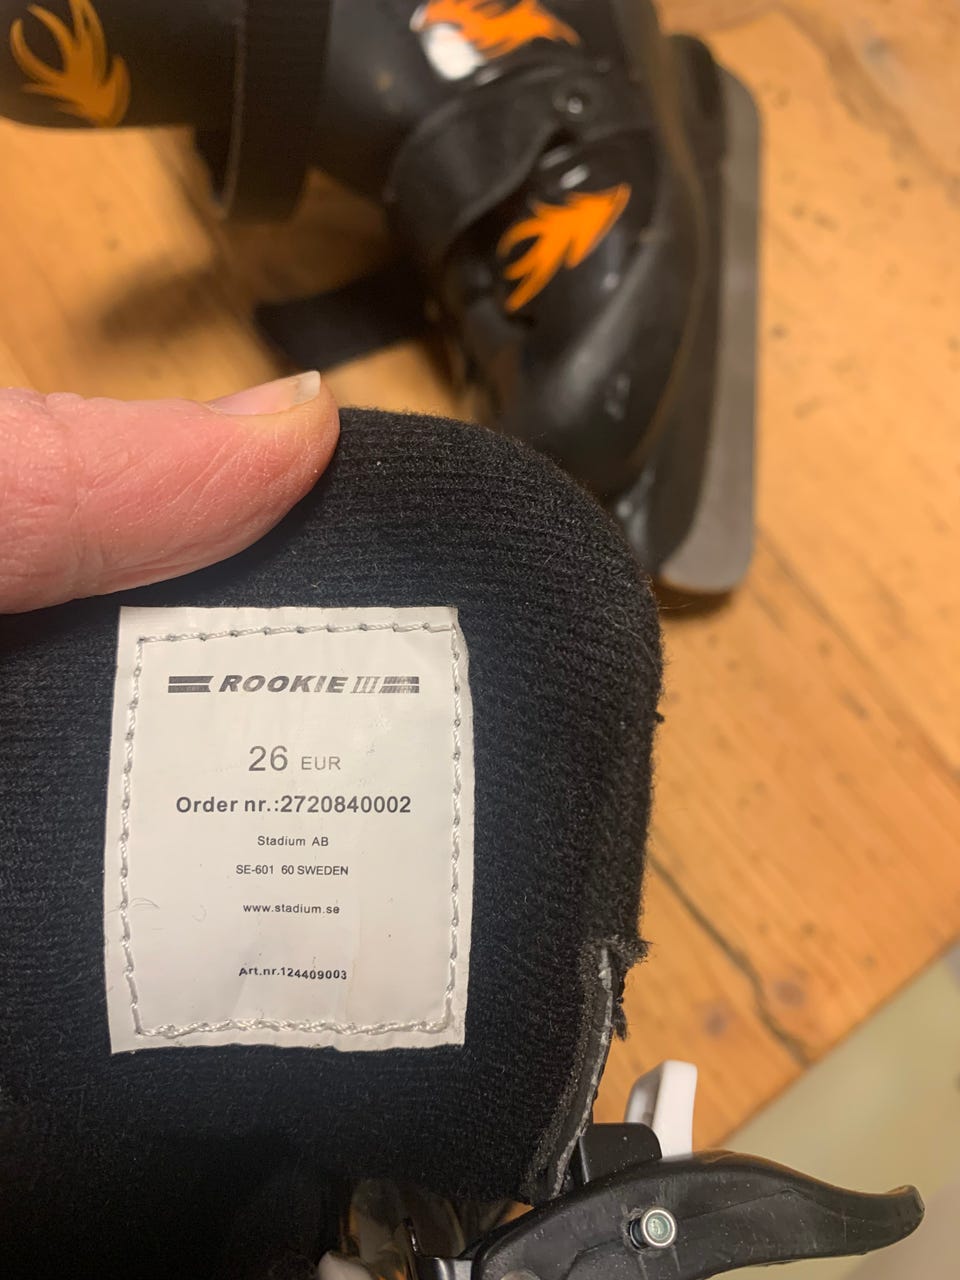 ROOKIE III
26 EUR
Order nr.:2720840002
Stadium AB
SE-601 60 SWEDEN
www.stadium.se
Art.nr.124409003